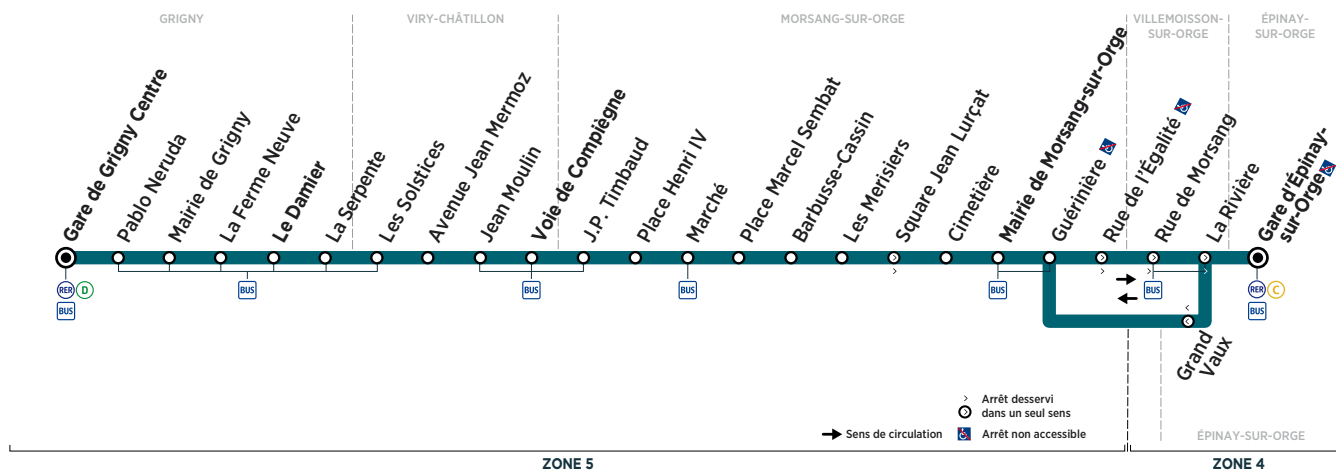 GRIGNY
VIRY-CHÂTILLON
MORSANG-SUR-ORGE
VILLEMOISSON-
SUR-ORGE
ÉPINAY-
SUR-ORGE
Gare de Grigny Centre
Pablo Neruda
Mairie de Grigny
La Ferme Neuve
Le Damier
La Serpente
Les Solstices
Avenue Jean Mermoz
Jean Moulin
Voie de Compiègne
J.P. Timbaud
Place Henri IV
Marché
Place Marcel Sembat
Barbusse-Cassin
Les Merisiers
Square Jean Lurçat
Cimetière
Mairie de Morsang-sur-Orge
Guérinière
Rue de l'Égalité
Rue de Morsang
La Rivière
Gare d'Épinay-
sur-Orge
RER D
BUS
BUS
BUS
BUS
BUS
BUS
RER C
BUS
Grand
Vaux
Arrêt desservi
dans un seul sens
Sens de circulation
Arrêt non accessible
ÉPINAY-SUR-ORGE
ZONE 5
ZONE 4